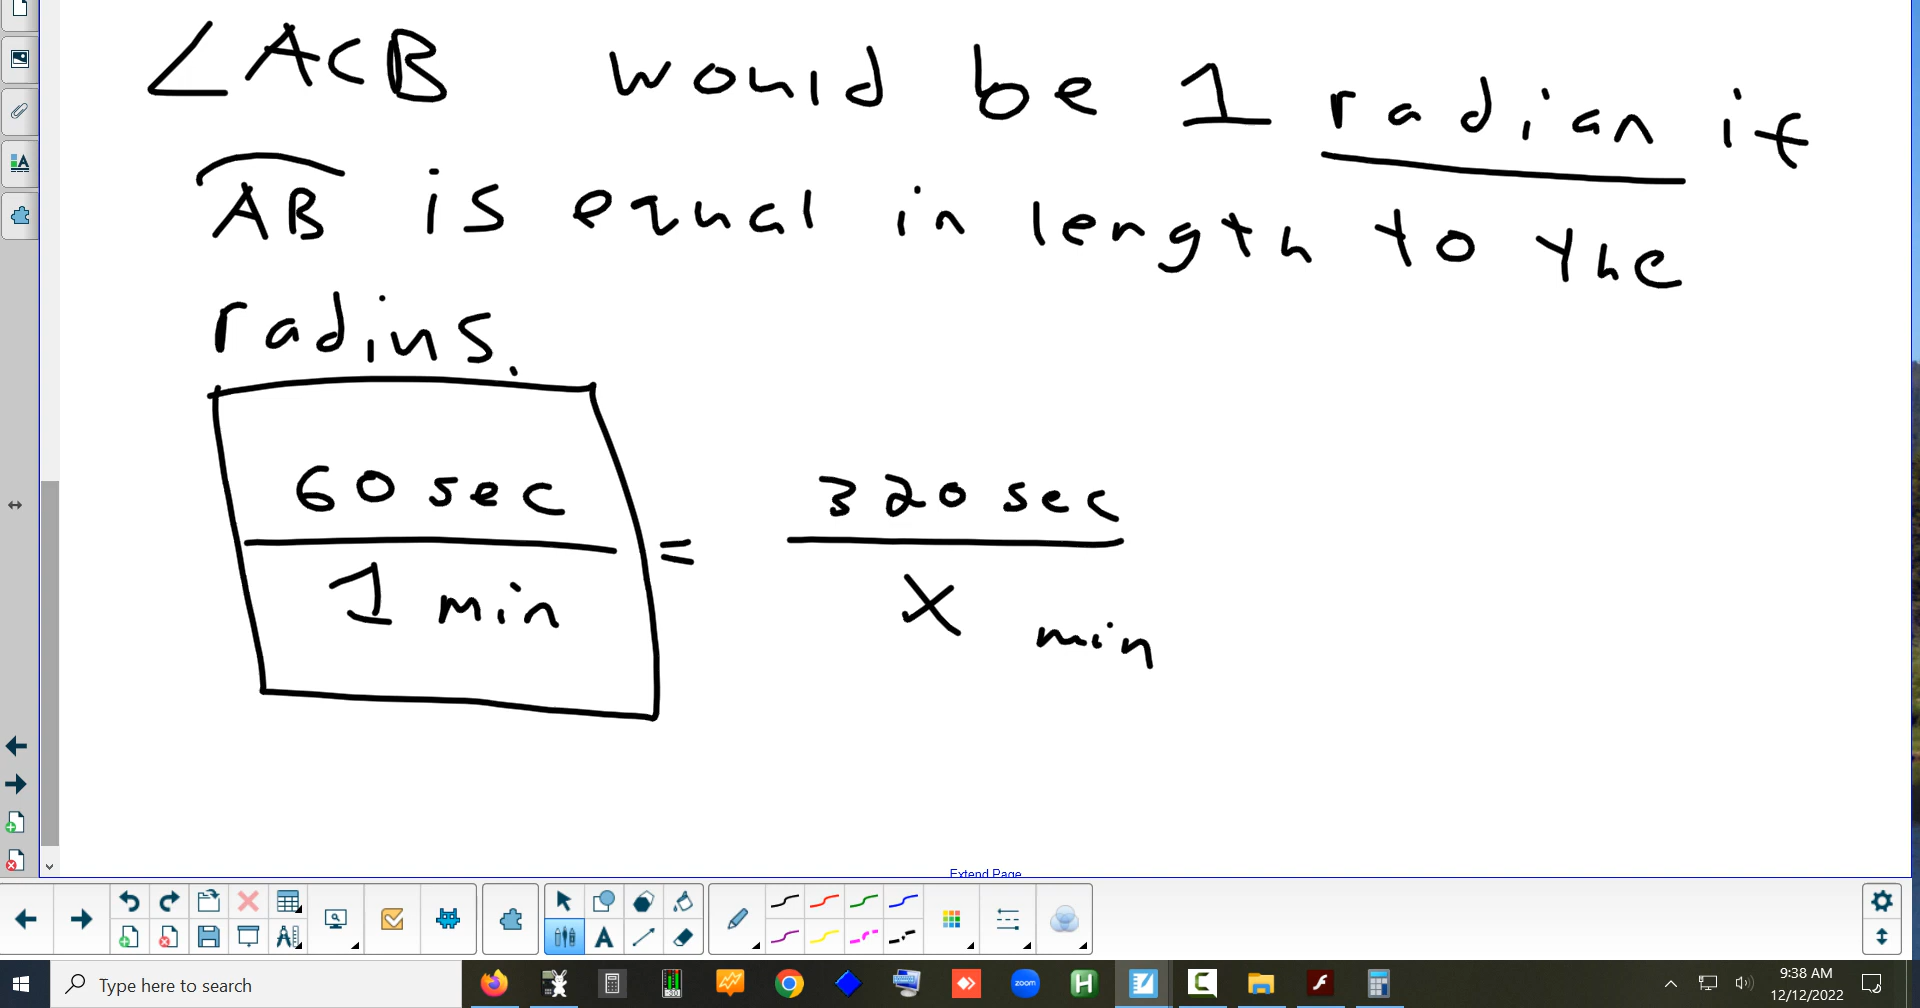 ∠ACB would be 1 radian if
AB is equal in length to the
radius.
60 sec = 320 sec
1 min x min
Extend Page
Type here to search
zoom
9:38 AM
12/12/2022